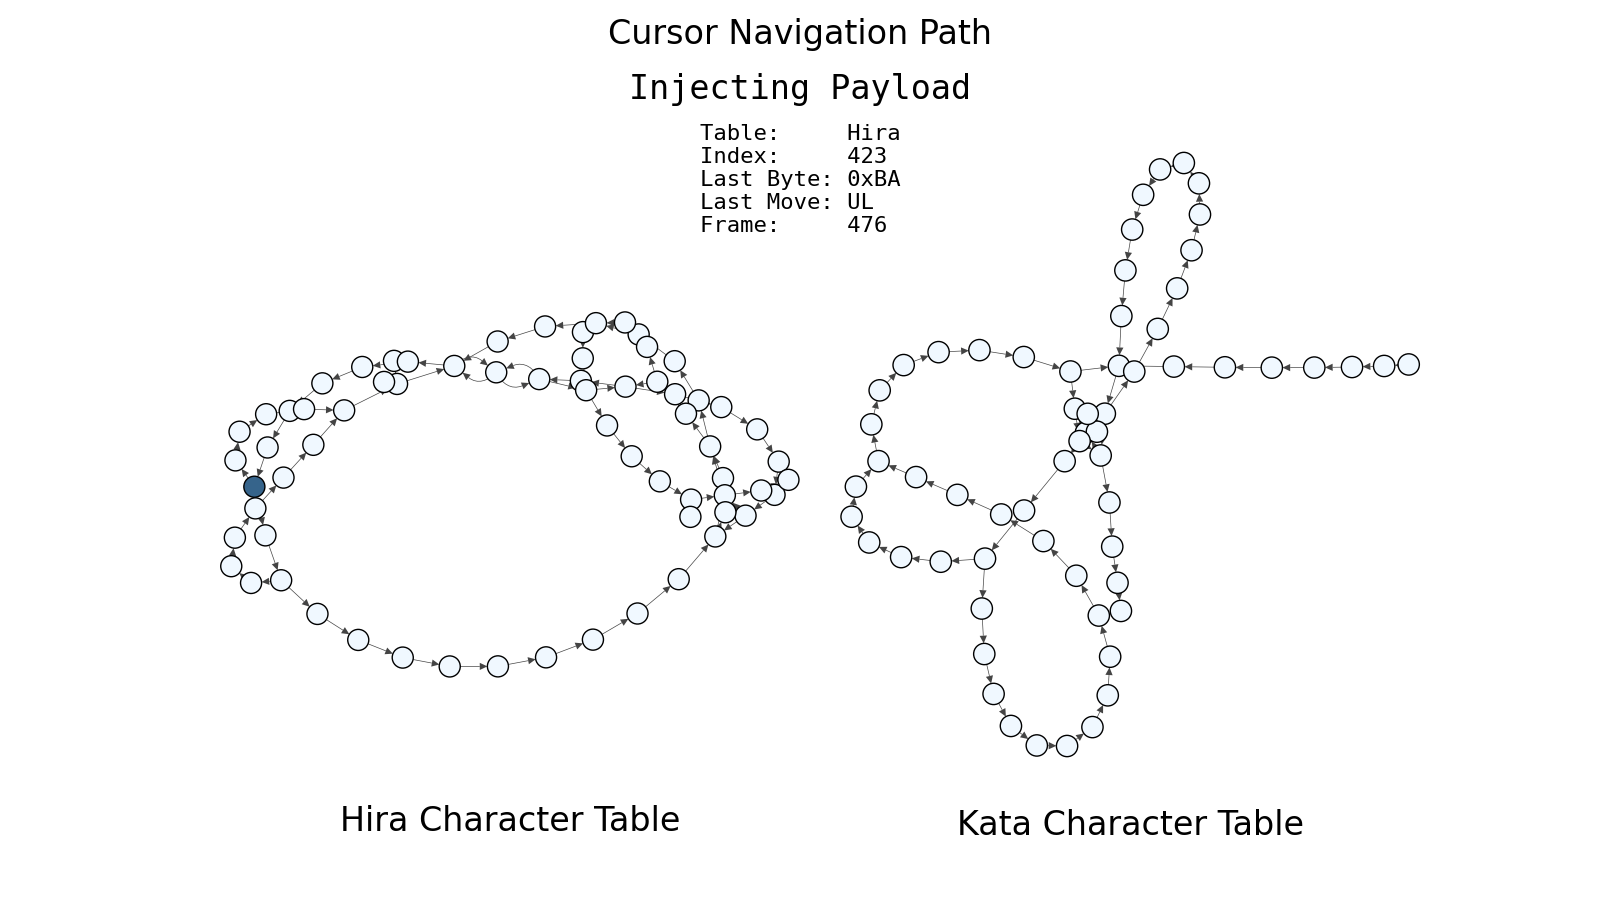 Cursor Navigation Path
Injecting Payload
Table: Hira
Index: 423
Last Byte: 0xBA
Last Move: UL
Frame: 476
Hira Character Table
Kata Character Table